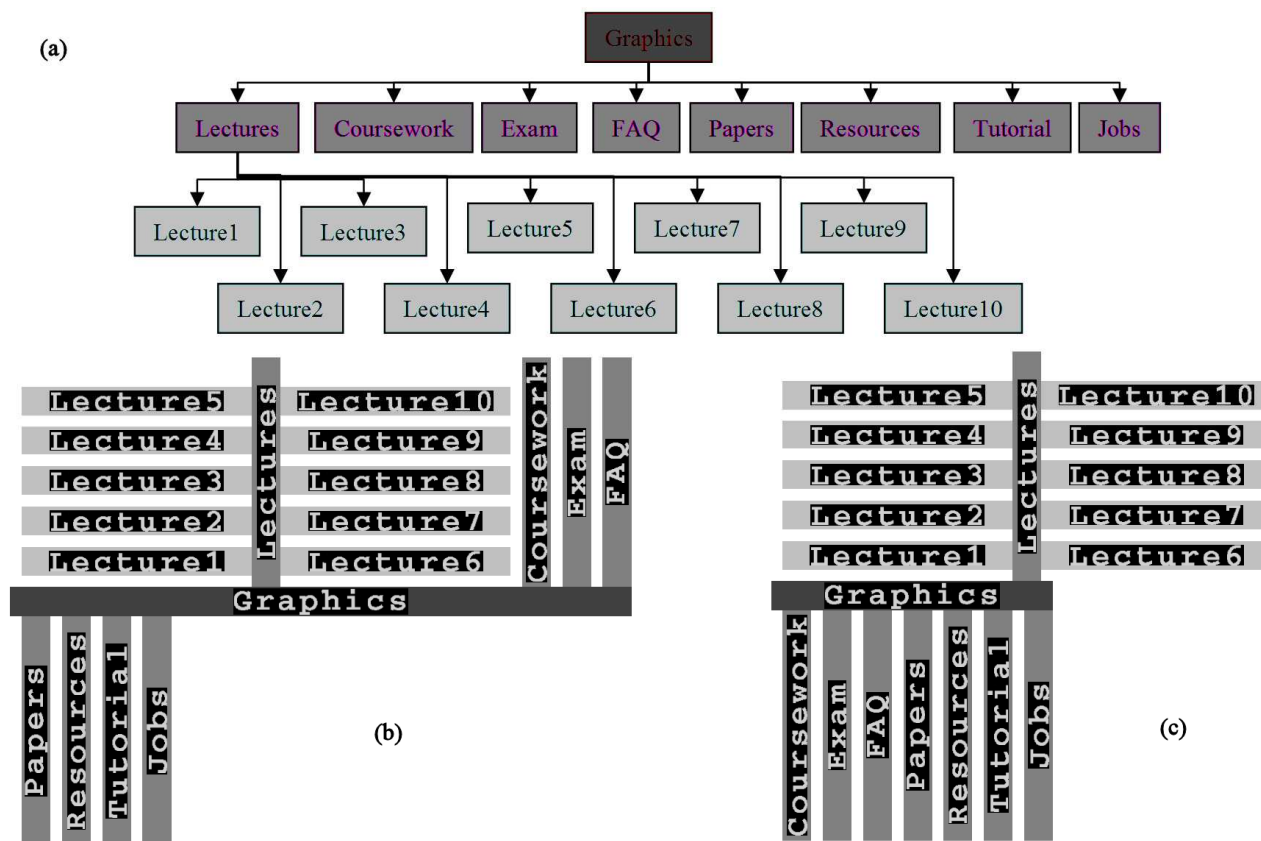 (a)
Graphics
Lectures Coursework Exam FAQ Papers Resources Tutorial Jobs
Lecture1 Lecture3 Lecture5 Lecture7 Lecture9
Lecture2 Lecture4 Lecture6 Lecture8 Lecture10
Lecture5 Lecture10
Lecture4 Lecture9
Lecture3 Lecture8
Lecture2 Lecture7
Lecture1 Lecture6
Lectures
Coursework
Exam
FAQ
Graphics
Papers
Resources
Tutorial
Jobs
(b)
Lecture5 Lecture10
Lecture4 Lecture9
Lecture3 Lecture8
Lecture2 Lecture7
Lecture1 Lecture6
Lectures
Graphics
Coursework
Exam
FAQ
Papers
Resources
Tutorial
Jobs
(c)